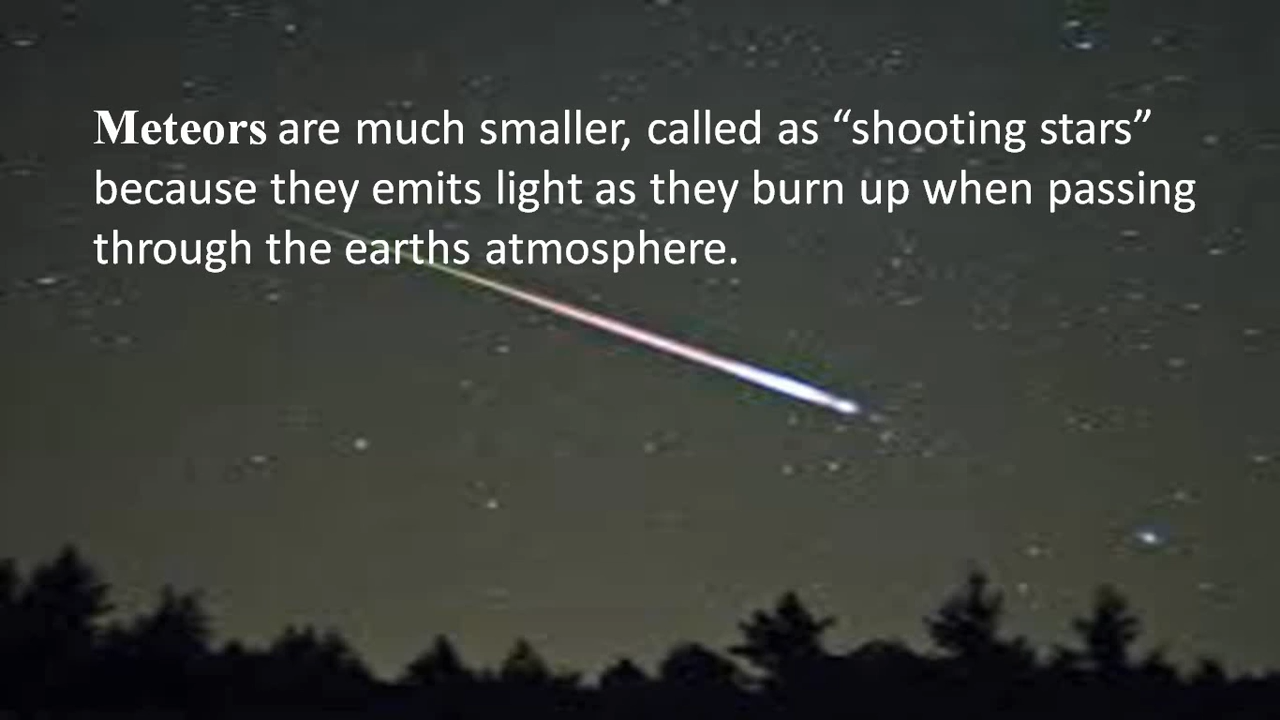 Meteors are much smaller, called as “shooting stars”
because they emits light as they burn up when passing
through the earths atmosphere.